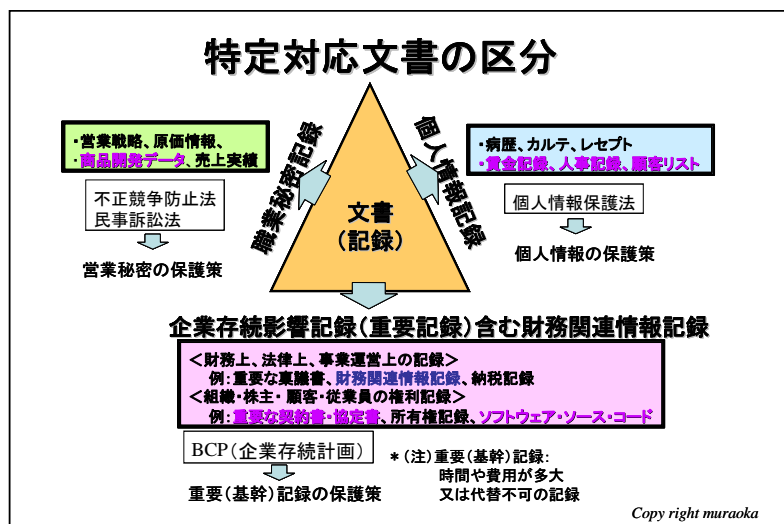 特定対応文書の区分
・営業戦略、原価情報、
・商品開発データ、売上実績
不正競争防止法
民事訴訟法
営業秘密の保護策
職業秘密記録
文書
(記録)
個人情報記録
・病歴、カルテ、レセプト
・賃金記録、人事記録、顧客リスト
個人情報保護法
個人情報の保護策
企業存続影響記録(重要記録)含む財務関連情報記録
<財務上、法律上、事業運営上の記録>
例:重要な稟議書、財務関連情報記録、納税記録
<組織・株主・顧客・従業員の権利記録>
例:重要な契約書・協定書、所有権記録、ソフトウェア・ソース・コード
BCP(企業存続計画)
重要(基幹)記録の保護策
*(注)重要(基幹)記録:
時間や費用が多大
又は代替不可の記録
Copy right muraoka